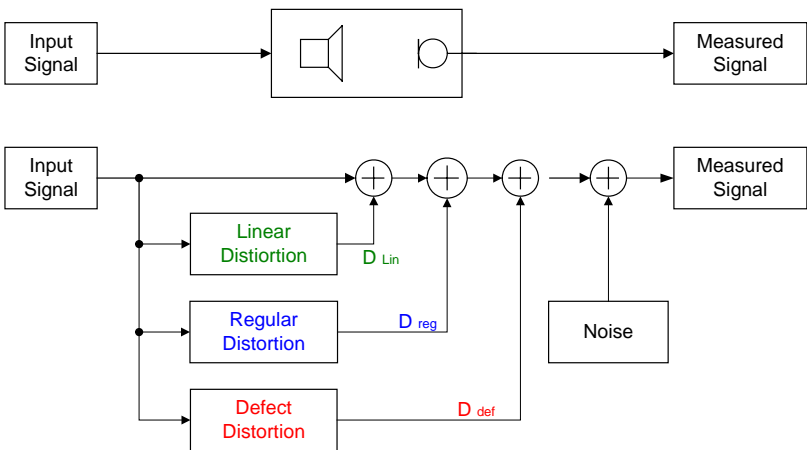 Input
Signal
Measured
Signal
Input
Signal
Measured
Signal
Linear
Distiortion
D Lin
Regular
Distortion
D reg
Noise
Defect
Distortion
D def